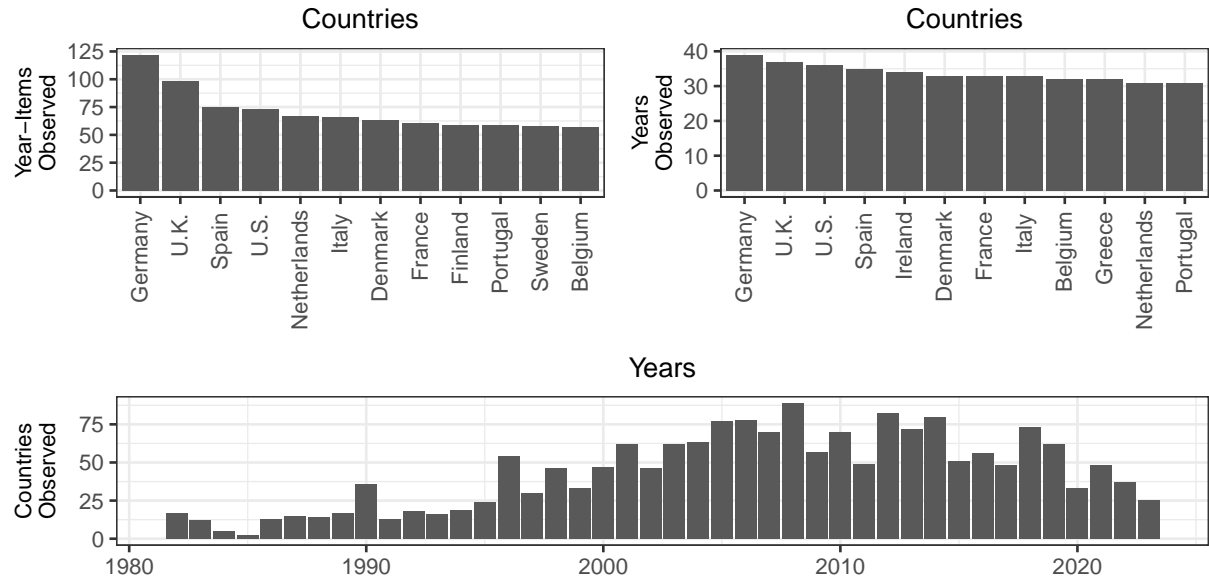 Countries
Year−Items
Observed
125
100
75
50
25
0
Germany
U.K.
Spain
U.S.
Netherlands
Italy
Denmark
France
Finland
Portugal
Sweden
Belgium
Countries
Years
Observed
40
30
20
10
0
Germany
U.K.
U.S.
Spain
Ireland
Denmark
France
Italy
Belgium
Greece
Netherlands
Portugal
Years
Countries
Observed
75
50
25
0
1980
1990
2000
2010
2020